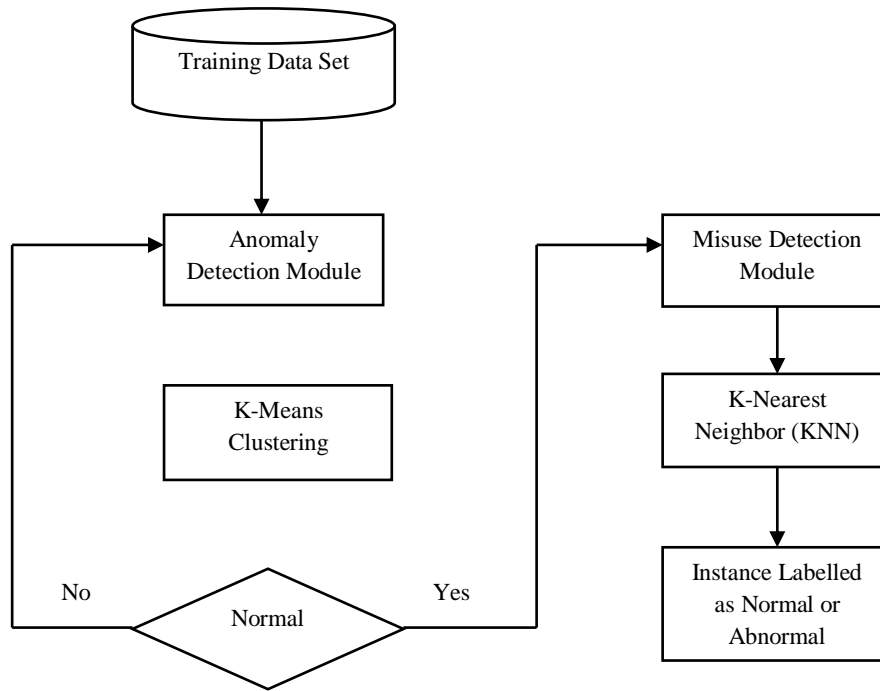 Training Data Set
Anomaly
Detection Module
K-Means
Clustering
No
Normal
Yes
Misuse Detection
Module
K-Nearest
Neighbor (KNN)
Instance Labelled
as Normal or
Abnormal